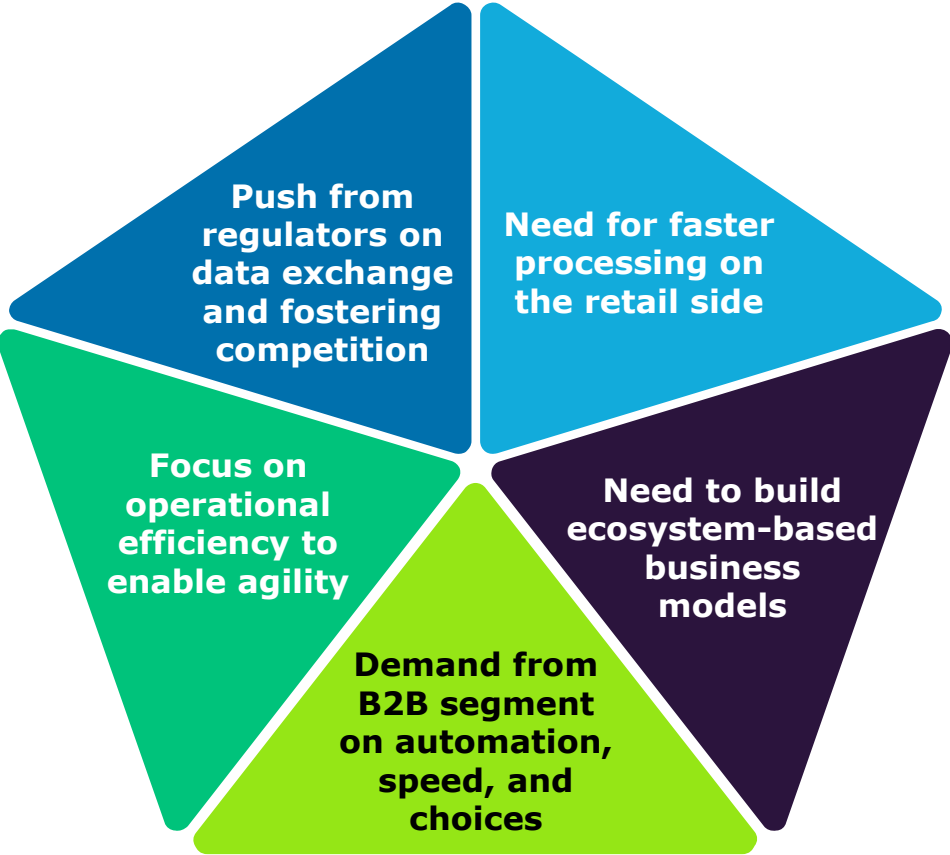 Push from
regulators on
data exchange
and fostering
competition
Need for faster
processing on
the retail side
Focus on
operational
efficiency to
enable agility
Need to build
ecosystem-based
business
models
Demand from
B2B segment
on automation,
speed, and
choices